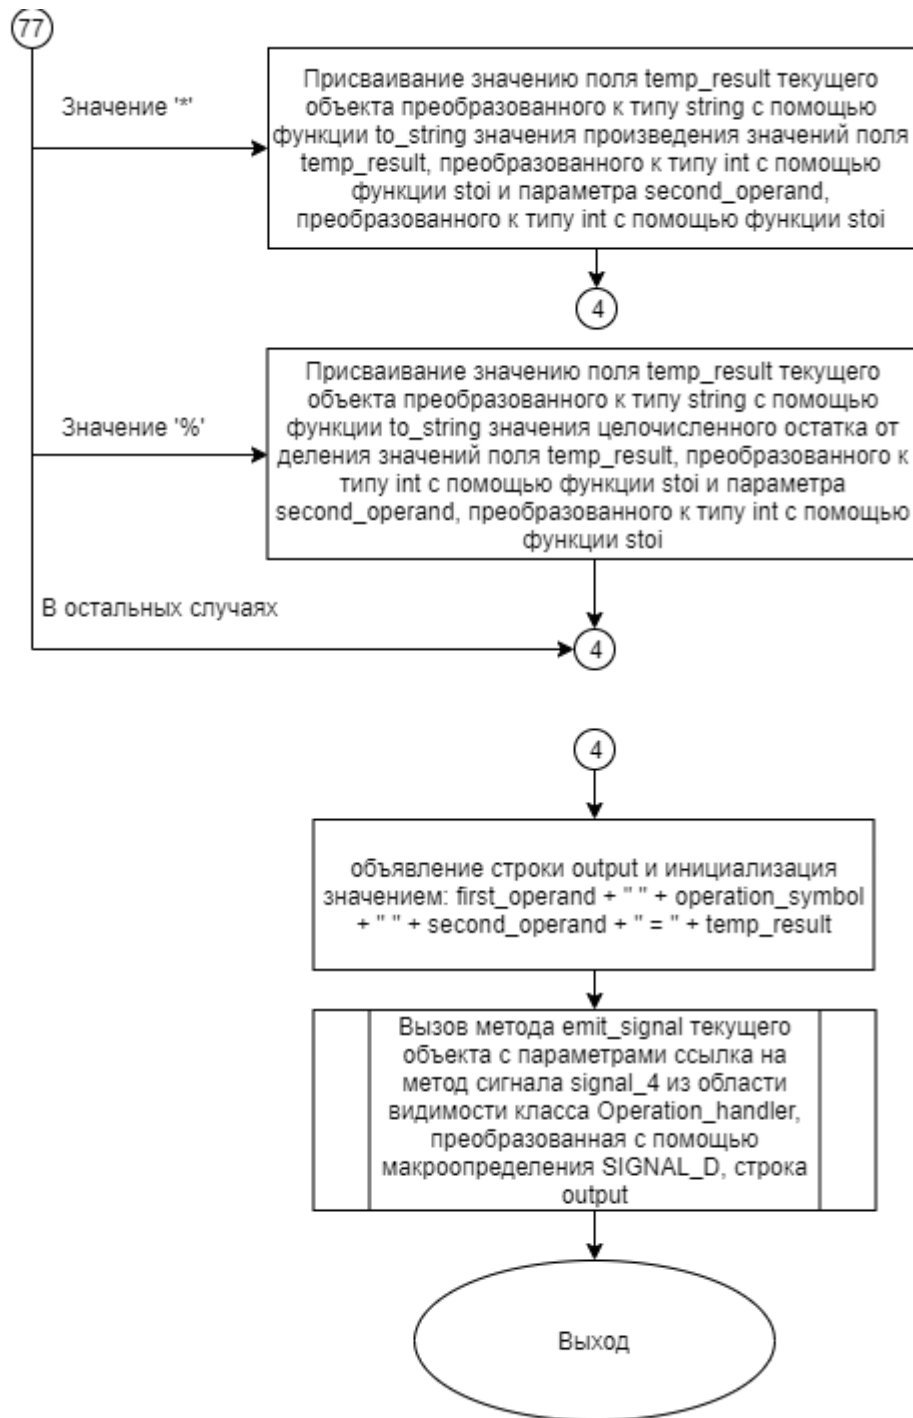 77
Значение '*'
Присваивание значению поля temp_result текущего
объекта преобразованного к типу string с помощью
функции to_string значения произведения значений поля
temp_result, преобразованного к типу int с помощью
функции stoi и параметра second_operand,
преобразованного к типу int с помощью функции stoi
4
Значение '%'
Присваивание значению поля temp_result текущего
объекта преобразованного к типу string с помощью
функции to_string значения целочисленного остатка от
деления значений поля temp_result, преобразованного к
типу int с помощью функции stoi и параметра
second_operand, преобразованного к типу int с помощью
функции stoi
В остальных случаях
4
4
объявление строки output и инициализация
значением: first_operand + " " + operation_symbol
+ " " + second_operand + " = " + temp_result
Вызов метода emit_signal текущего
объекта с параметрами ссылка на
метод сигнала signal_4 из области
видимости класса Operation_handler,
преобразованная с помощью
макроопределения SIGNAL_D, строка
output
Выход